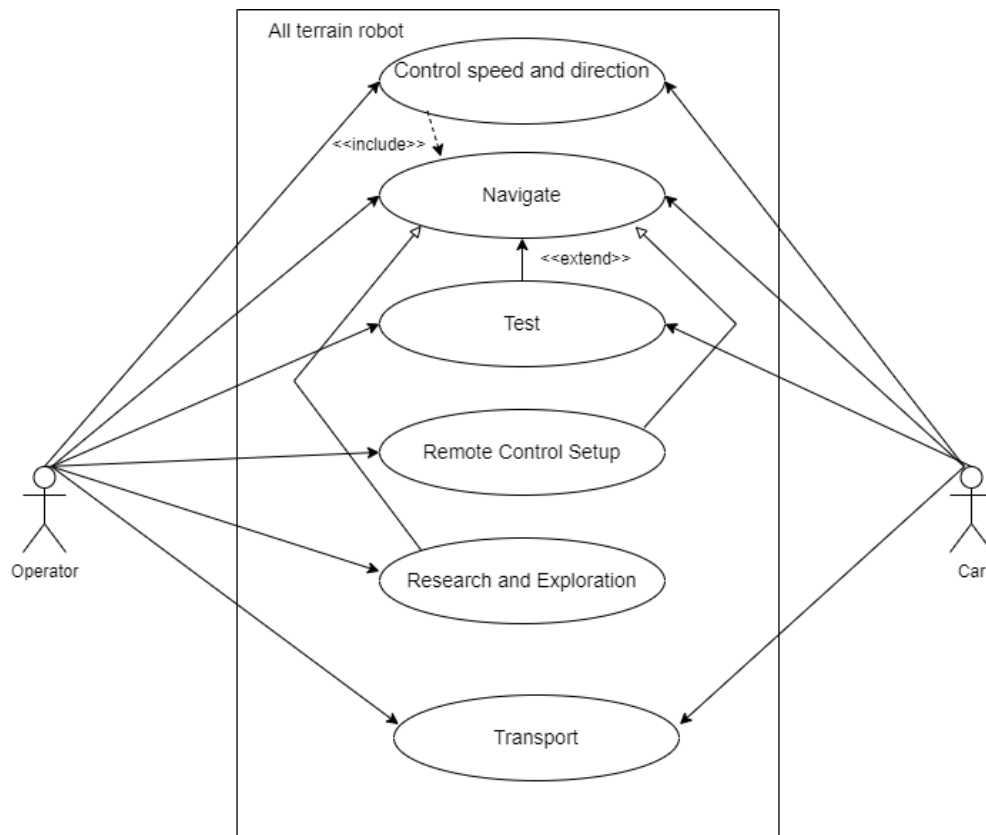 All terrain robot
Control speed and direction
<<include>>
Navigate
<<extend>>
Test
Remote Control Setup
Operator
Car
Research and Exploration
Transport